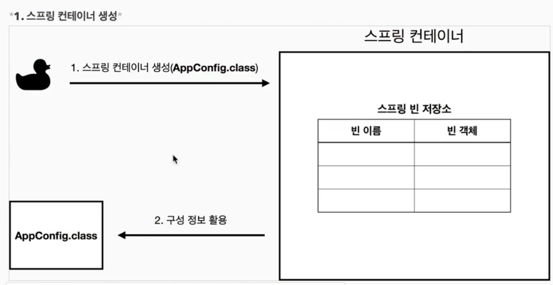 *1. 스프링 컨테이너 생성*
스프링 컨테이너
1. 스프링 컨테이너 생성(AppConfig.class)
스프링 빈 저장소
빈 이름 빈 객체
2. 구성 정보 활용
AppConfig.class